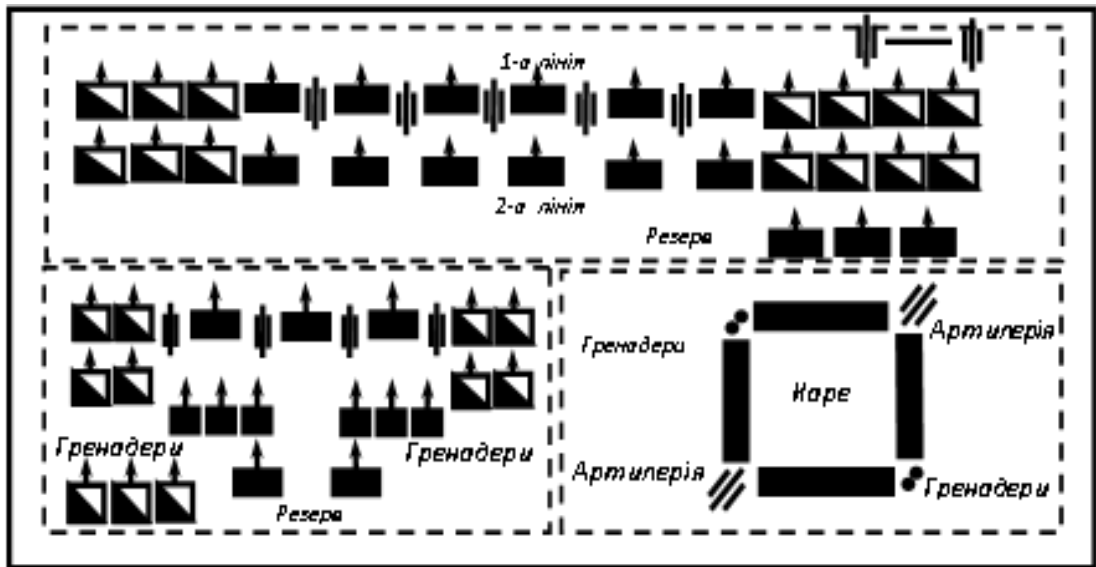 1-а лінія
2-а лінія
Резерв
Гренадери
Гренадери
Резерв
Гренадери
Артилерія
Каре
Артилерія
Гренадери